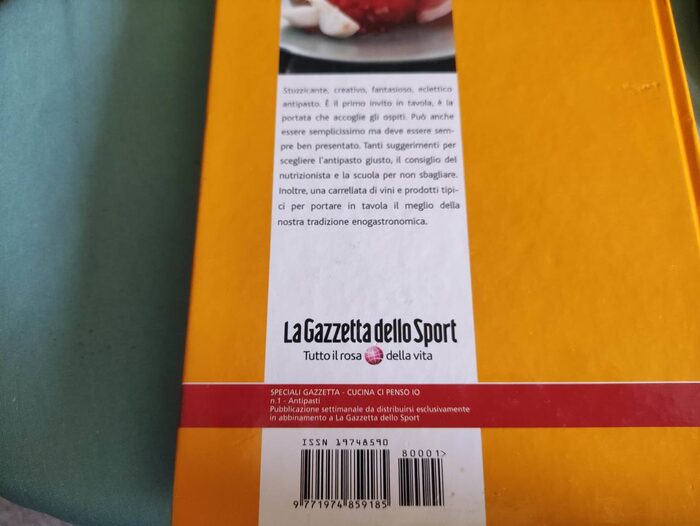 Stuzzicante, creativo, fantasioso, eclettico
antipasto. È il primo invito in tavola, è la
portata che accoglie gli ospiti. Può anche
essere semplicissimo ma deve essere sem-
pre ben presentato. Tanti suggerimenti per
scegliere l'antipasto giusto, il consiglio del
nutrizionista e la scuola per non sbagliare.
Inoltre, una carrellata di vini e prodotti tipi-
ci per portare in tavola il meglio della
nostra tradizione enogastronomica.
La Gazzetta dello Sport
Tutto il rosa della vita
SPECIALI GAZZETTA - CUCINA CI PENSO IO
n.1 - Antipasti
Pubblicazione settimanale da distribuirsi esclusivamente
in abbinamento a La Gazzetta dello Sport
ISSN 19748590
80001>
9 771974 859185